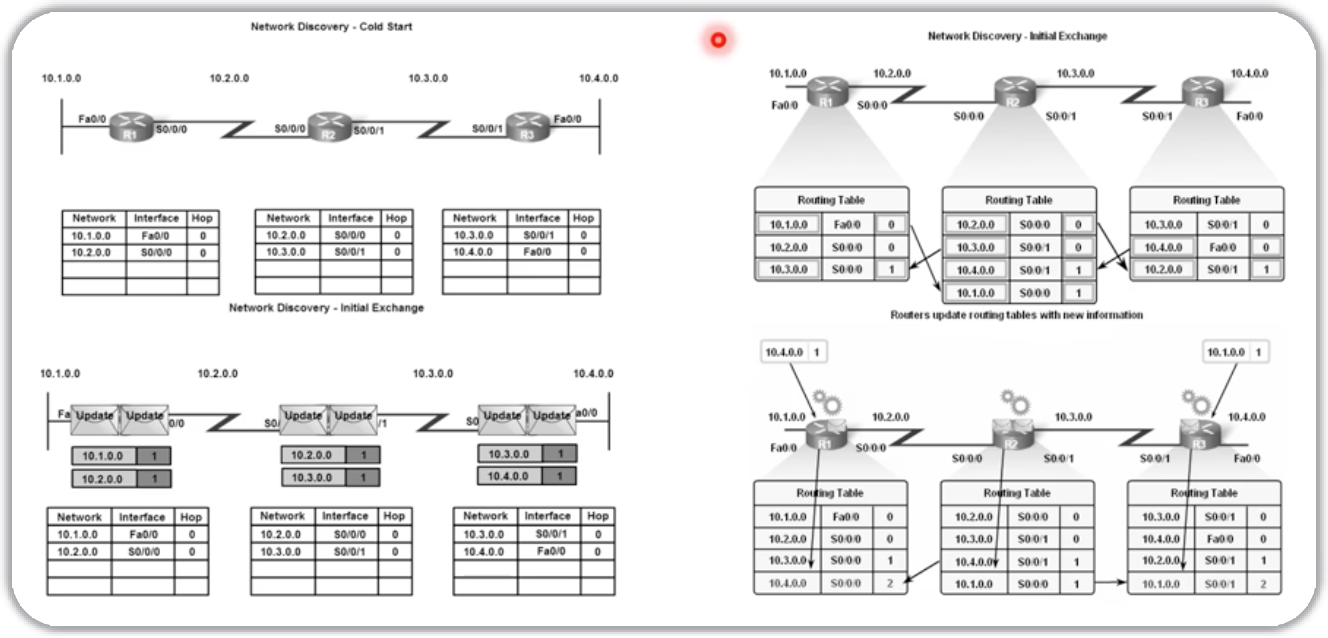 Network Discovery - Cold Start
10.1.0.0 10.2.0.0 10.3.0.0 10.4.0.0
Fa0/0 R1 S0/0/0 S0/0/0 R2 S0/0/1 S0/0/1 R3 Fa0/0
Network Interface Hop
10.1.0.0 Fa0/0 0
10.2.0.0 S0/0/0 0
Network Interface Hop
10.2.0.0 S0/0/0 0
10.3.0.0 S0/0/1 0
Network Interface Hop
10.3.0.0 S0/0/1 0
10.4.0.0 Fa0/0 0
Network Discovery - Initial Exchange
10.1.0.0 10.2.0.0 10.3.0.0 10.4.0.0
Fa Update Update 0/0 S0/ Update Update /1 S0 Update Update a0/0
10.1.0.0 1
10.2.0.0 1
10.2.0.0 1
10.3.0.0 1
10.3.0.0 1
10.4.0.0 1
Network Interface Hop
10.1.0.0 Fa0/0 0
10.2.0.0 S0/0/0 0
Network Interface Hop
10.2.0.0 S0/0/0 0
10.3.0.0 S0/0/1 0
Network Interface Hop
10.3.0.0 S0/0/1 0
10.4.0.0 Fa0/0 0
Network Discovery - Initial Exchange
10.1.0.0 10.2.0.0 10.3.0.0 10.4.0.0
Fa0/0 R1 S0/0/0 S0/0/0 R2 S0/0/1 S0/0/1 R3 Fa0/0
Routing Table
10.1.0.0 Fa0/0 0
10.2.0.0 S0/0/0 0
10.3.0.0 S0/0/0 1
Routing Table
10.2.0.0 S0/0/0 0
10.3.0.0 S0/0/1 0
10.4.0.0 S0/0/1 1
10.1.0.0 S0/0/0 1
Routing Table
10.3.0.0 S0/0/1 0
10.4.0.0 Fa0/0 0
10.2.0.0 S0/0/1 1
Routers update routing tables with new information
10.4.0.0 1
10.1.0.0 1
10.1.0.0 10.2.0.0 10.3.0.0 10.4.0.0
Fa0/0 R1 S0/0/0 S0/0/0 R2 S0/0/1 S0/0/1 R3 Fa0/0
Routing Table
10.1.0.0 Fa0/0 0
10.2.0.0 S0/0/0 0
10.3.0.0 S0/0/0 1
10.4.0.0 S0/0/0 2
Routing Table
10.2.0.0 S0/0/0 0
10.3.0.0 S0/0/1 0
10.4.0.0 S0/0/1 1
10.1.0.0 S0/0/0 1
Routing Table
10.3.0.0 S0/0/1 0
10.4.0.0 Fa0/0 0
10.2.0.0 S0/0/1 1
10.1.0.0 S0/0/1 2